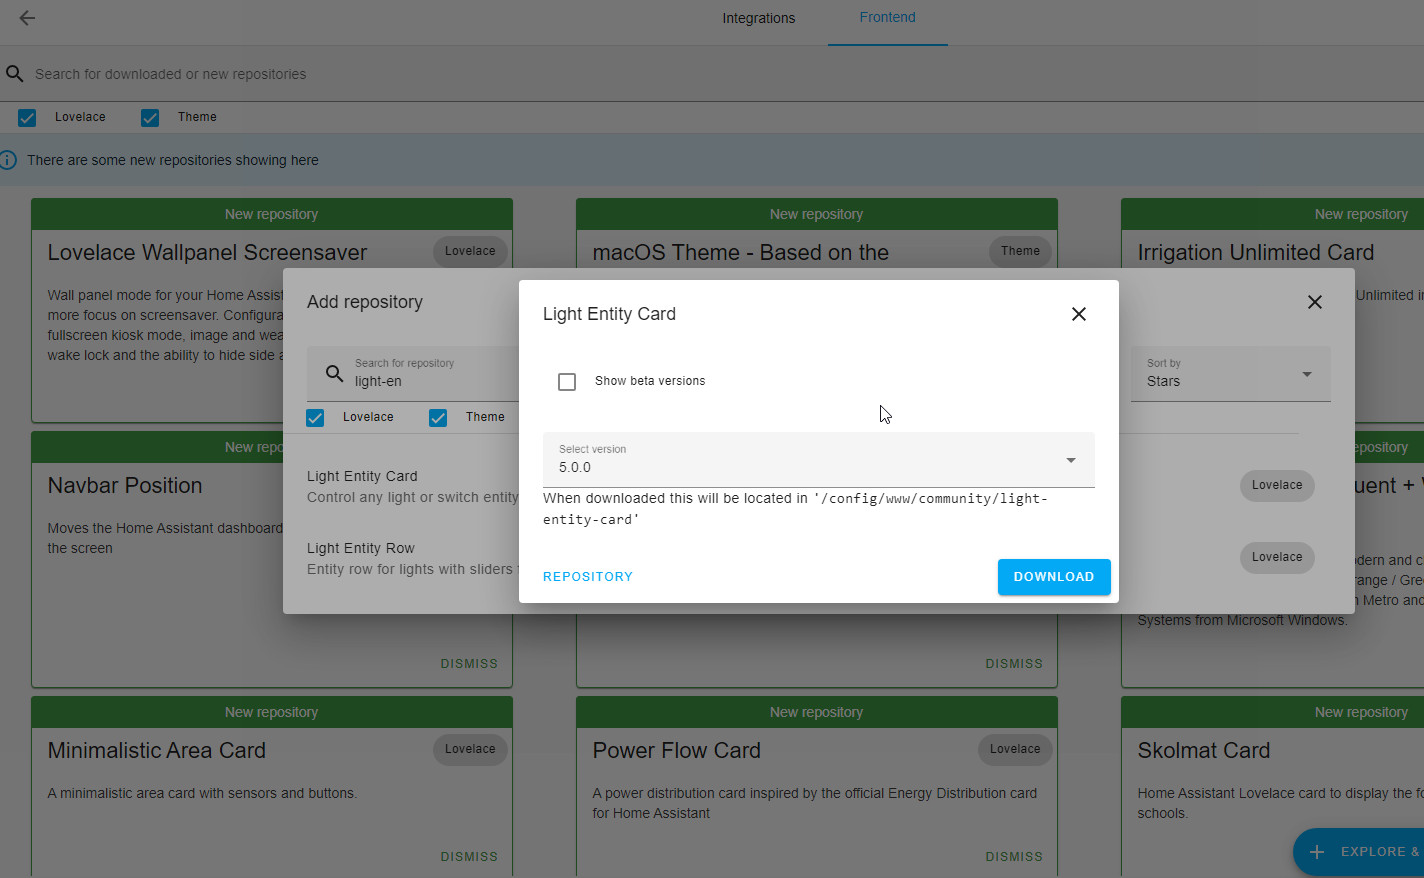 Integrations
Frontend
Search for downloaded or new repositories
Lovelace
Theme
There are some new repositories showing here
New repository
Lovelace Wallpanel Screensaver
Lovelace
Wall panel mode for your Home Assist
more focus on screensaver. Configura
fullscreen kiosk mode, image and wea
wake lock and the ability to hide side a
New repository
macOS Theme - Based on the
Theme
New repository
Irrigation Unlimited Card
Unlimited in
Add repository
Search for repository
light-en
Sort by
Stars
Lovelace
Theme
Light Entity Card
Control any light or switch entity
Lovelace
Light Entity Row
Entity row for lights with sliders
Lovelace
Light Entity Card
Show beta versions
Select version
5.0.0
When downloaded this will be located in '/config/www/community/light-
entity-card'
REPOSITORY
DOWNLOAD
New repo
Navbar Position
Moves the Home Assistant dashboard
the screen
DISMISS
DISMISS
epository
uent +
dern and c
range / Gre
Metro and
Systems from Microsoft Windows.
New repository
Minimalistic Area Card
Lovelace
A minimalistic area card with sensors and buttons.
DISMISS
New repository
Power Flow Card
Lovelace
A power distribution card inspired by the official Energy Distribution card
for Home Assistant
DISMISS
New repository
Skolmat Card
Home Assistant Lovelace card to display the fo
schools.
EXPLORE &